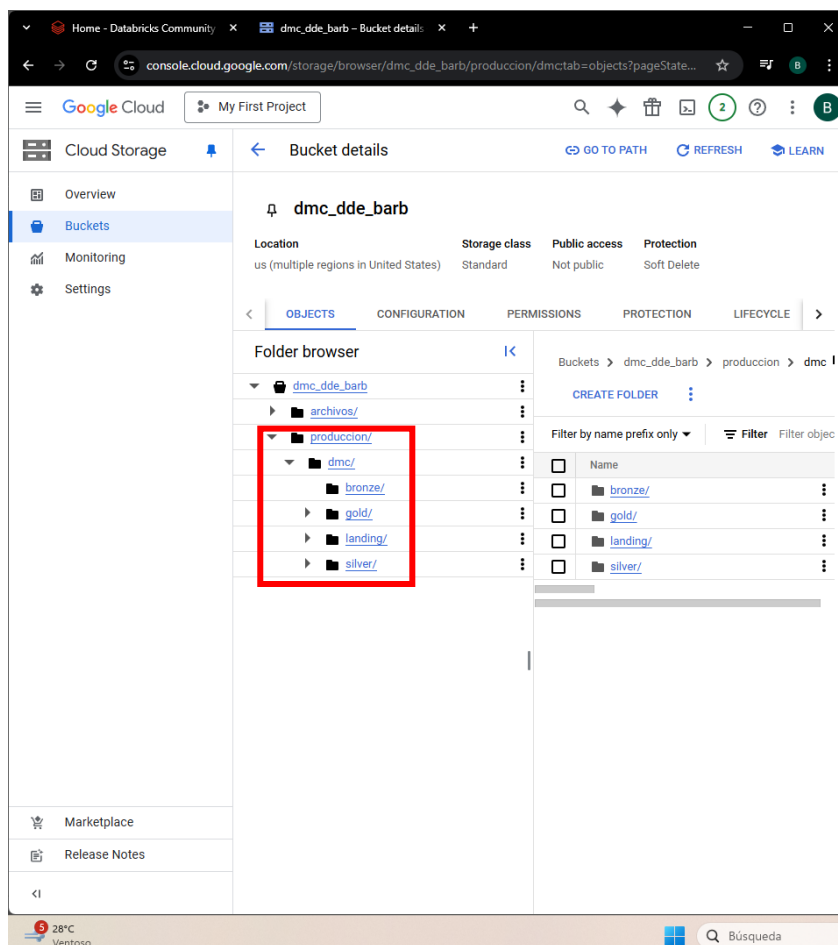 Home - Databricks Community
dmc_dde_barb – Bucket details
console.cloud.google.com/storage/browser/dmc_dde_barb/produccion/dmc;tab=objects?pageState...
B
Google Cloud
My First Project
2
B
Cloud Storage
Bucket details
GO TO PATH
REFRESH
LEARN
Overview
Buckets
Monitoring
Settings
dmc_dde_barb
Location
Storage class
Public access
Protection
us (multiple regions in United States)
Standard
Not public
Soft Delete
OBJECTS
CONFIGURATION
PERMISSIONS
PROTECTION
LIFECYCLE
Folder browser
dmc_dde_barb
archivos/
produccion/
dmc/
bronze/
gold/
landing/
silver/
Buckets > dmc_dde_barb > produccion > dmc
CREATE FOLDER
Filter by name prefix only
Filter
Filter objec
Name
bronze/
gold/
landing/
silver/
Marketplace
Release Notes
5
28°C
Ventoso
Búsqueda